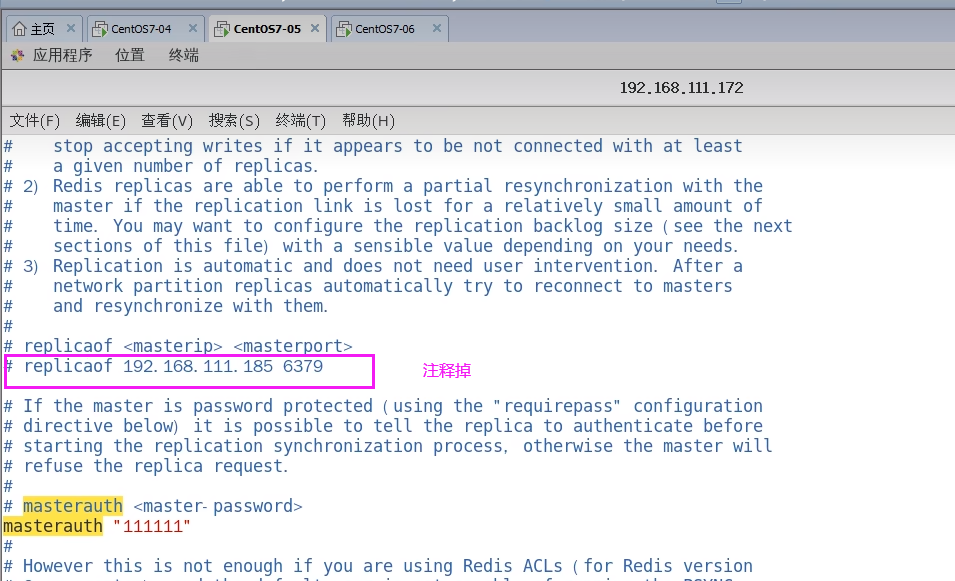 主页 CentOS7-04 CentOS7-05 CentOS7-06
应用程序 位置 终端
192.168.111.172
文件(F) 编辑(E) 查看(V) 搜索(S) 终端(T) 帮助(H)
# stop accepting writes if it appears to be not connected with at least
# a given number of replicas.
# 2) Redis replicas are able to perform a partial resynchronization with the
# master if the replication link is lost for a relatively small amount of
# time. You may want to configure the replication backlog size (see the next
# sections of this file) with a sensible value depending on your needs.
# 3) Replication is automatic and does not need user intervention. After a
# network partition replicas automatically try to reconnect to masters
# and resynchronize with them.
#
# replicaof <masterip> <masterport>
# replicaof 192.168.111.185 6379 注释掉
# If the master is password protected (using the "requirepass" configuration
# directive below) it is possible to tell the replica to authenticate before
# starting the replication synchronization process, otherwise the master will
# refuse the replica request.
#
# masterauth <master-password>
masterauth "111111"
#
# However this is not enough if you are using Redis ACLs (for Redis version